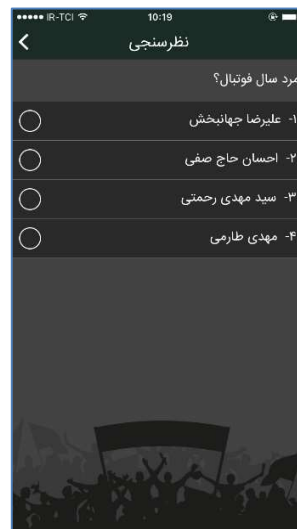 IR-TCI 10:19
نظرسنجی
مرد سال فوتبال؟
۱- علیرضا جهانبخش
۲- احسان حاج صفی
۳- سید مهدی رحمتی
۴- مهدی طارمی